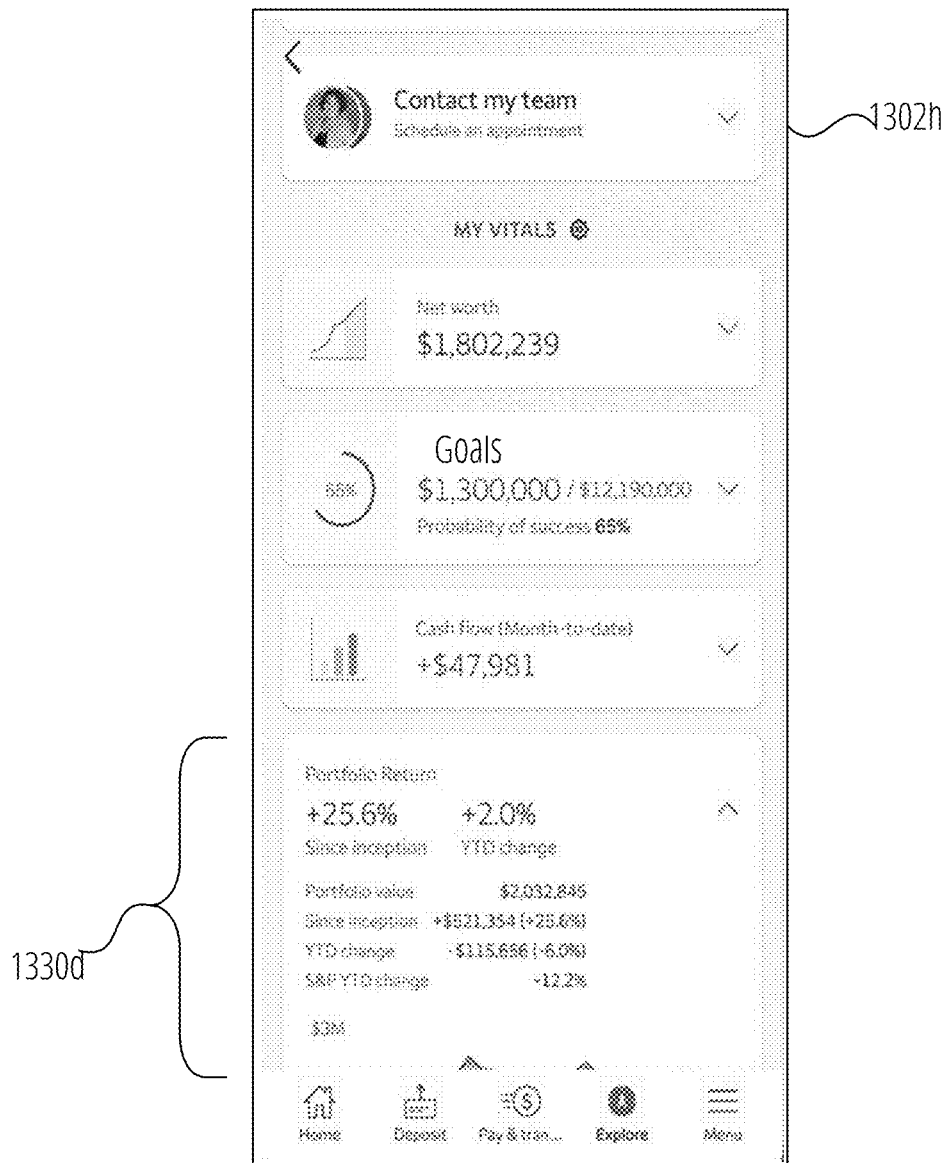 Contact my team
Schedule an appointment
1302h
MY VITALS
Net worth
$1,802,239
Goals
$1,300,000 / $12,190,000
65%
Probability of success 65%
Cash flow (Month-to-date)
+$47,981
Portfolio Return
+25.6% +2.0%
Since inception YTD change
Portfolio value $2,032,845
Since inception +$521,354 (+25.6%)
YTD change -$115,656 (-6.0%)
S&P YTD change -12.2%
1330d
$3M
Home Deposit Pay & tran... Explore Menu